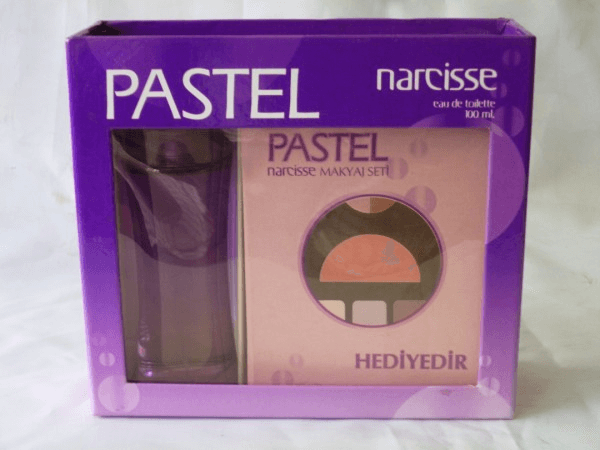 PASTEL
narcisse
eau de toilette
100 ml.
PASTEL
narcisse MAKYAJ SETİ
HEDİYEDİR